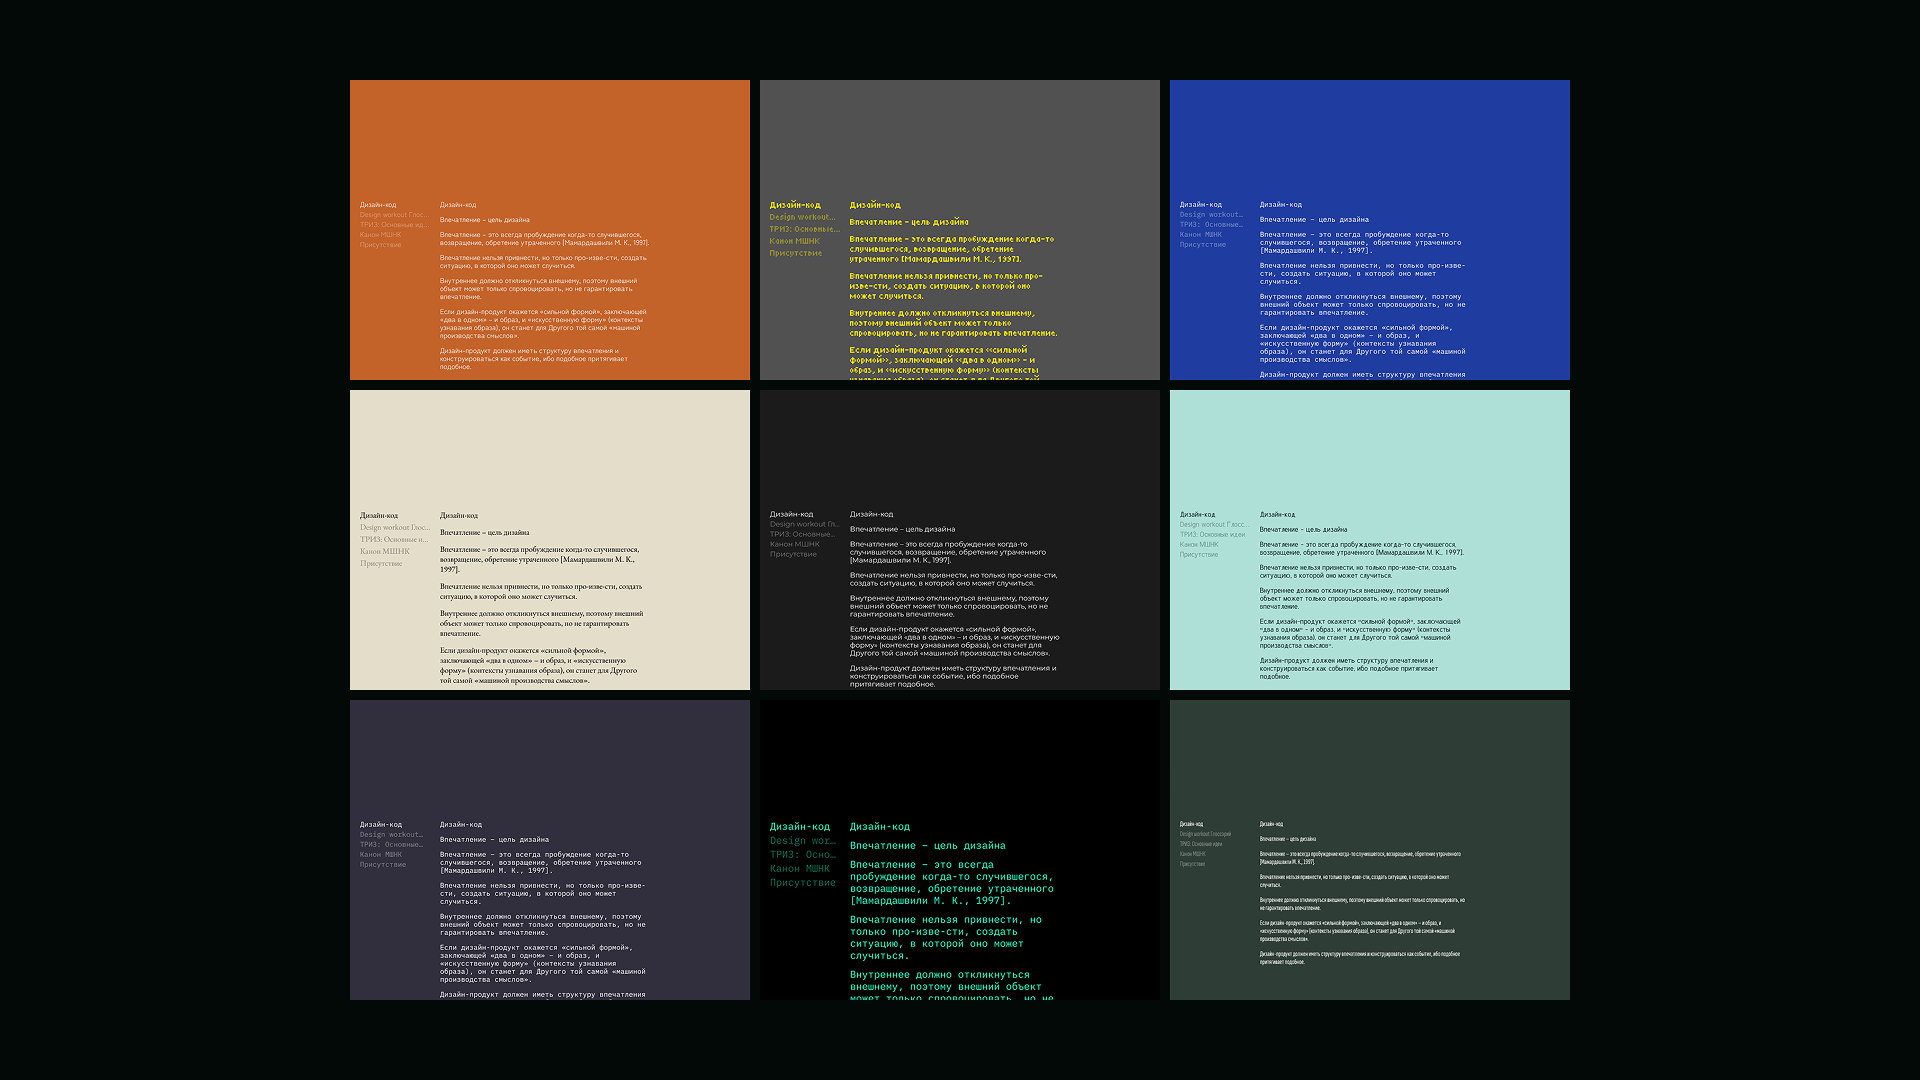 Дизайн-код
Design workout Глос...
ТРИЗ: Основные ид...
Канон МШНК
Присутствие
Дизайн-код
Впечатление – цель дизайна
Впечатление – это всегда пробуждение когда-то случившегося,
возвращение, обретение утраченного [Мамардашвили М. К., 1997].
Впечатление нельзя привнести, но только про-изве-сти, создать
ситуацию, в которой оно может случиться.
Внутреннее должно откликнуться внешнему, поэтому внешний
объект может только спровоцировать, но не гарантировать
впечатление.
Если дизайн-продукт окажется «сильной формой», заключающей
«два в одном» – и образ, и «искусственную форму» (контексты
узнавания образа), он станет для Другого той самой «машиной
производства смыслов».
Дизайн-продукт должен иметь структуру впечатления и
конструироваться как событие, ибо подобное притягивает
подобное.
Дизайн-код
Design workout...
ТРИЗ: Основные...
Канон МШНК
Присутствие
Дизайн-код
Впечатление – цель дизайна
Впечатление – это всегда пробуждение когда-то
случившегося, возвращение, обретение
утраченного [Мамардашвили М. К., 1997].
Впечатление нельзя привнести, но только про-
изве-сти, создать ситуацию, в которой оно
может случиться.
Внутреннее должно откликнуться внешнему,
поэтому внешний объект может только
спровоцировать, но не гарантировать впечатление.
Если дизайн-продукт окажется «сильной
формой», заключающей «два в одном» – и
образ, и «искусственную форму» (контексты
узнавания образа), он станет для Другого той
Дизайн-код
Design workout…
ТРИЗ: Основные…
Канон МШНК
Присутствие
Дизайн-код
Впечатление – цель дизайна
Впечатление – это всегда пробуждение когда-то
случившегося, возвращение, обретение утраченного
[Мамардашвили М. К., 1997].
Впечатление нельзя привнести, но только про-изве-
сти, создать ситуацию, в которой оно может
случиться.
Внутреннее должно откликнуться внешнему, поэтому
внешний объект может только спровоцировать, но не
гарантировать впечатление.
Если дизайн-продукт окажется «сильной формой»,
заключающей «два в одном» – и образ, и
«искусственную форму» (контексты узнавания
образа), он станет для Другого той самой «машиной
производства смыслов».
Дизайн-продукт должен иметь структуру впечатления
Дизайн-код
Design workout Глос...
ТРИЗ: Основные и...
Канон МШНК
Присутствие
Дизайн-код
Впечатление – цель дизайна
Впечатление – это всегда пробуждение когда-то случившегося,
возвращение, обретение утраченного [Мамардашвили М. К.,
1997].
Впечатление нельзя привнести, но только про-изве-сти, создать
ситуацию, в которой оно может случиться.
Внутреннее должно откликнуться внешнему, поэтому внешний
объект может только спровоцировать, но не гарантировать
впечатление.
Если дизайн-продукт окажется «сильной формой»,
заключающей «два в одном» – и образ, и «искусственную
форму» (контексты узнавания образа), он станет для Другого
той самой «машиной производства смыслов».
Дизайн-код
Design workout Гл...
ТРИЗ: Основные...
Канон МШНК
Присутствие
Дизайн-код
Впечатление – цель дизайна
Впечатление – это всегда пробуждение когда-то
случившегося, возвращение, обретение утраченного
[Мамардашвили М. К., 1997].
Впечатление нельзя привнести, но только про-изве-сти,
создать ситуацию, в которой оно может случиться.
Внутреннее должно откликнуться внешнему, поэтому
внешний объект может только спровоцировать, но не
гарантировать впечатление.
Если дизайн-продукт окажется «сильной формой»,
заключающей «два в одном» – и образ, и «искусственную
форму» (контексты узнавания образа), он станет для
Другого той самой «машиной производства смыслов».
Дизайн-продукт должен иметь структуру впечатления и
конструироваться как событие, ибо подобное
притягивает подобное.
Дизайн-код
Design workout Глосс...
ТРИЗ: Основные идеи
Канон МШНК
Присутствие
Дизайн-код
Впечатление – цель дизайна
Впечатление – это всегда пробуждение когда-то случившегося,
возвращение, обретение утраченного [Мамардашвили М. К., 1997].
Впечатление нельзя привнести, но только про-изве-сти, создать
ситуацию, в которой оно может случиться.
Внутреннее должно откликнуться внешнему, поэтому внешний
объект может только спровоцировать, но не гарантировать
впечатление.
Если дизайн-продукт окажется «сильной формой», заключающей
«два в одном» – и образ, и «искусственную форму» (контексты
узнавания образа), он станет для Другого той самой «машиной
производства смыслов».
Дизайн-продукт должен иметь структуру впечатления и
конструироваться как событие, ибо подобное притягивает
подобное.
Дизайн-код
Design workout…
ТРИЗ: Основные…
Канон МШНК
Присутствие
Дизайн-код
Впечатление – цель дизайна
Впечатление – это всегда пробуждение когда-то
случившегося, возвращение, обретение утраченного
[Мамардашвили М. К., 1997].
Впечатление нельзя привнести, но только про-изве-
сти, создать ситуацию, в которой оно может
случиться.
Внутреннее должно откликнуться внешнему, поэтому
внешний объект может только спровоцировать, но не
гарантировать впечатление.
Если дизайн-продукт окажется «сильной формой»,
заключающей «два в одном» – и образ, и
«искусственную форму» (контексты узнавания
образа), он станет для Другого той самой «машиной
производства смыслов».
Дизайн-продукт должен иметь структуру впечатления
Дизайн-код
Design wor…
ТРИЗ: Осно…
Канон МШНК
Присутствие
Дизайн-код
Впечатление – цель дизайна
Впечатление – это всегда
пробуждение когда-то случившегося,
возвращение, обретение утраченного
[Мамардашвили М. К., 1997].
Впечатление нельзя привнести, но
только про-изве-сти, создать
ситуацию, в которой оно может
случиться.
Внутреннее должно откликнуться
внешнему, поэтому внешний объект
может только спровоцировать, но не
Дизайн-код
Design workout Глоссарий
ТРИЗ: Основные идеи
Канон МШНК
Присутствие
Дизайн-код
Впечатление – цель дизайна
Впечатление – это всегда пробуждение когда-то случившегося, возвращение, обретение утраченного
[Мамардашвили М. К., 1997].
Впечатление нельзя привнести, но только про-изве-сти, создать ситуацию, в которой оно может
случиться.
Внутреннее должно откликнуться внешнему, поэтому внешний объект может только спровоцировать, но
не гарантировать впечатление.
Если дизайн-продукт окажется «сильной формой», заключающей «два в одном» – и образ, и
«искусственную форму» (контексты узнавания образа), он станет для Другого той самой «машиной
производства смыслов».
Дизайн-продукт должен иметь структуру впечатления и конструироваться как событие, ибо подобное
притягивает подобное.